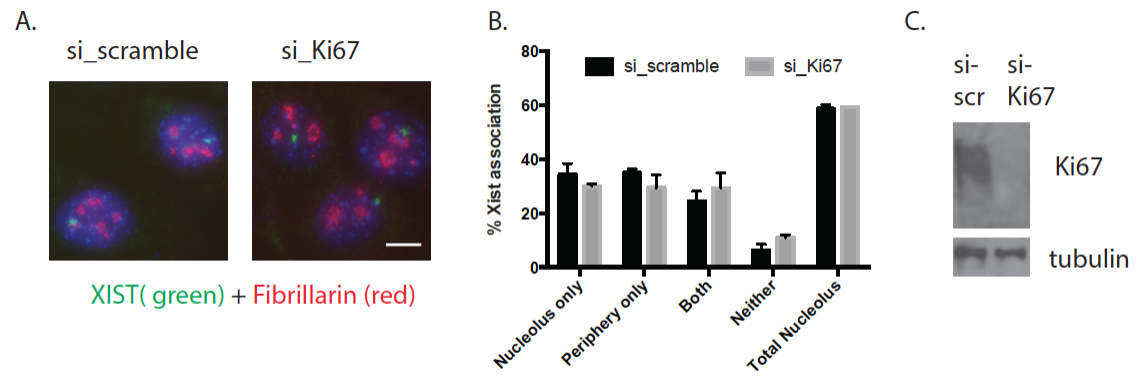 A.
si_scramble
si_Ki67
XIST( green) + Fibrillarin (red)
B.
% Xist association
80
60
40
20
0
si_scramble
si_Ki67
Nucleolus only
Periphery only
Both
Neither
Total Nucleolus
C.
si-
scr
si-
Ki67
Ki67
tubulin